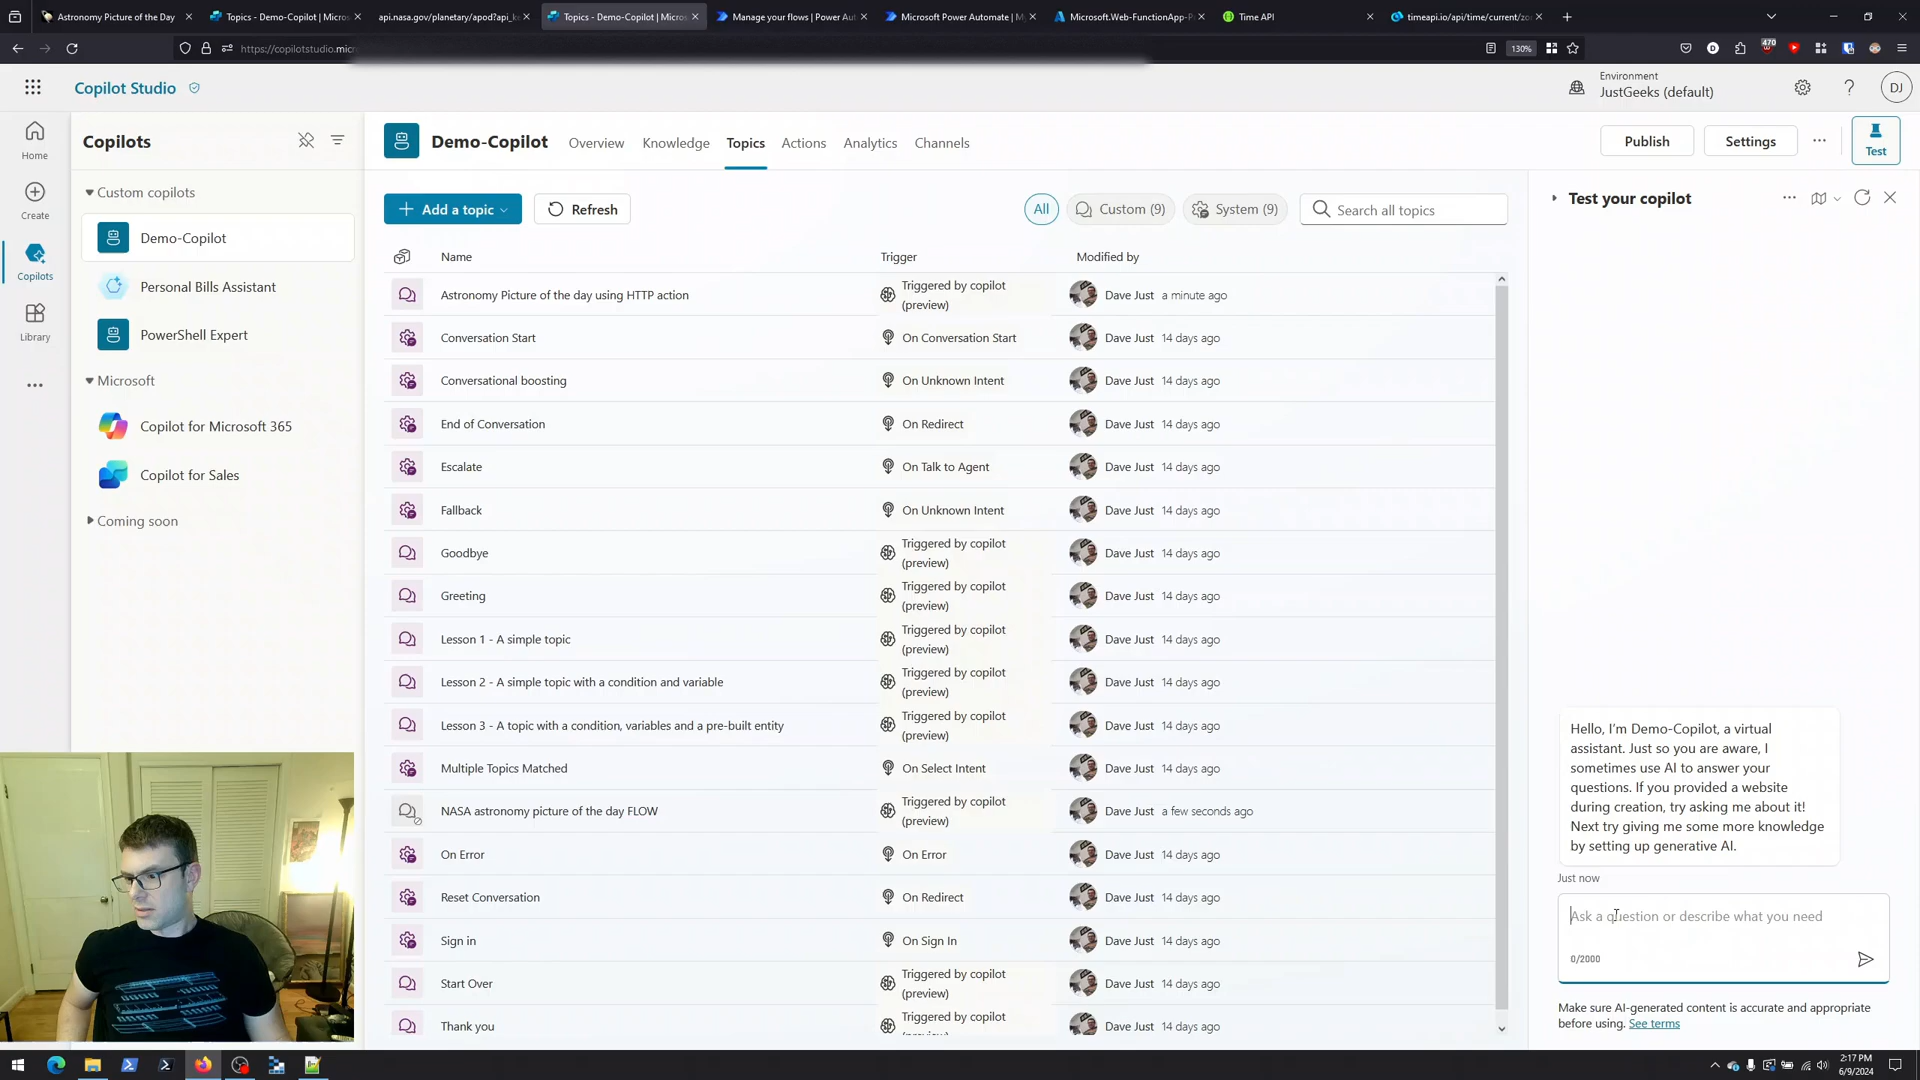 Astronomy Picture of the Day
Topics - Demo-Copilot | Micros
api.nasa.gov/planetary/apod?api_k
Topics - Demo-Copilot | Micros
Manage your flows | Power Aut
Microsoft Power Automate | M
Microsoft.Web-FunctionApp-P
Time API
timeapi.io/api/time/current/zo
https://copilotstudio.micr
130%
470
Copilot Studio
Environment
JustGeeks (default)
DJ
Home
Create
Copilots
Library
Copilots
Custom copilots
Demo-Copilot
Personal Bills Assistant
PowerShell Expert
Microsoft
Copilot for Microsoft 365
Copilot for Sales
Coming soon
Demo-Copilot
Overview
Knowledge
Topics
Actions
Analytics
Channels
Publish
Settings
Test
Add a topic
Refresh
All
Custom (9)
System (9)
Search all topics
Name Trigger Modified by
Astronomy Picture of the day using HTTP action Triggered by copilot (preview) Dave Just a minute ago
Conversation Start On Conversation Start Dave Just 14 days ago
Conversational boosting On Unknown Intent Dave Just 14 days ago
End of Conversation On Redirect Dave Just 14 days ago
Escalate On Talk to Agent Dave Just 14 days ago
Fallback On Unknown Intent Dave Just 14 days ago
Goodbye Triggered by copilot (preview) Dave Just 14 days ago
Greeting Triggered by copilot (preview) Dave Just 14 days ago
Lesson 1 - A simple topic Triggered by copilot (preview) Dave Just 14 days ago
Lesson 2 - A simple topic with a condition and variable Triggered by copilot (preview) Dave Just 14 days ago
Lesson 3 - A topic with a condition, variables and a pre-built entity Triggered by copilot (preview) Dave Just 14 days ago
Multiple Topics Matched On Select Intent Dave Just 14 days ago
NASA astronomy picture of the day FLOW Triggered by copilot (preview) Dave Just a few seconds ago
On Error On Error Dave Just 14 days ago
Reset Conversation On Redirect Dave Just 14 days ago
Sign in On Sign In Dave Just 14 days ago
Start Over Triggered by copilot (preview) Dave Just 14 days ago
Thank you Triggered by copilot Dave Just 14 days ago
Test your copilot
Hello, I'm Demo-Copilot, a virtual
assistant. Just so you are aware, I
sometimes use AI to answer your
questions. If you provided a website
during creation, try asking me about it!
Next try giving me some more knowledge
by setting up generative AI.
Just now
Ask a question or describe what you need
0/2000
Make sure AI-generated content is accurate and appropriate
before using. See terms
2:17 PM
6/9/2024